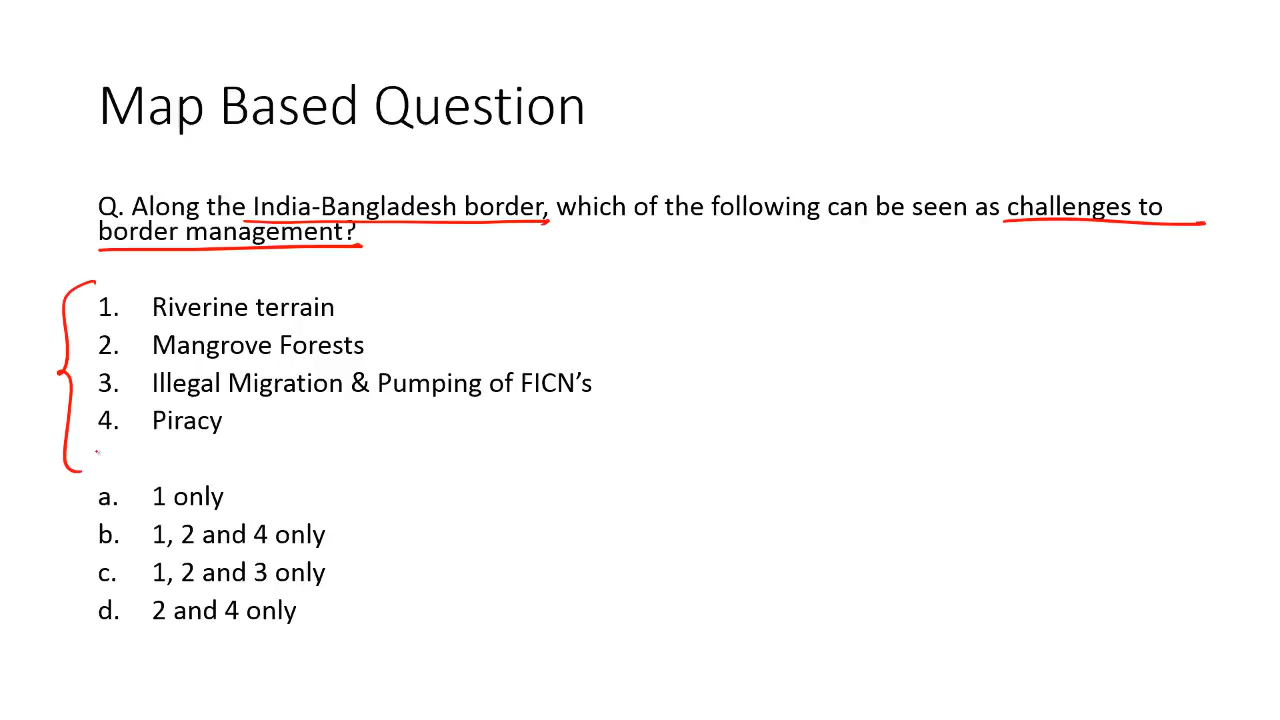 Map Based Question
Q. Along the India-Bangladesh border, which of the following can be seen as challenges to
border management?
1. Riverine terrain
2. Mangrove Forests
3. Illegal Migration & Pumping of FICN’s
4. Piracy
a. 1 only
b. 1, 2 and 4 only
c. 1, 2 and 3 only
d. 2 and 4 only